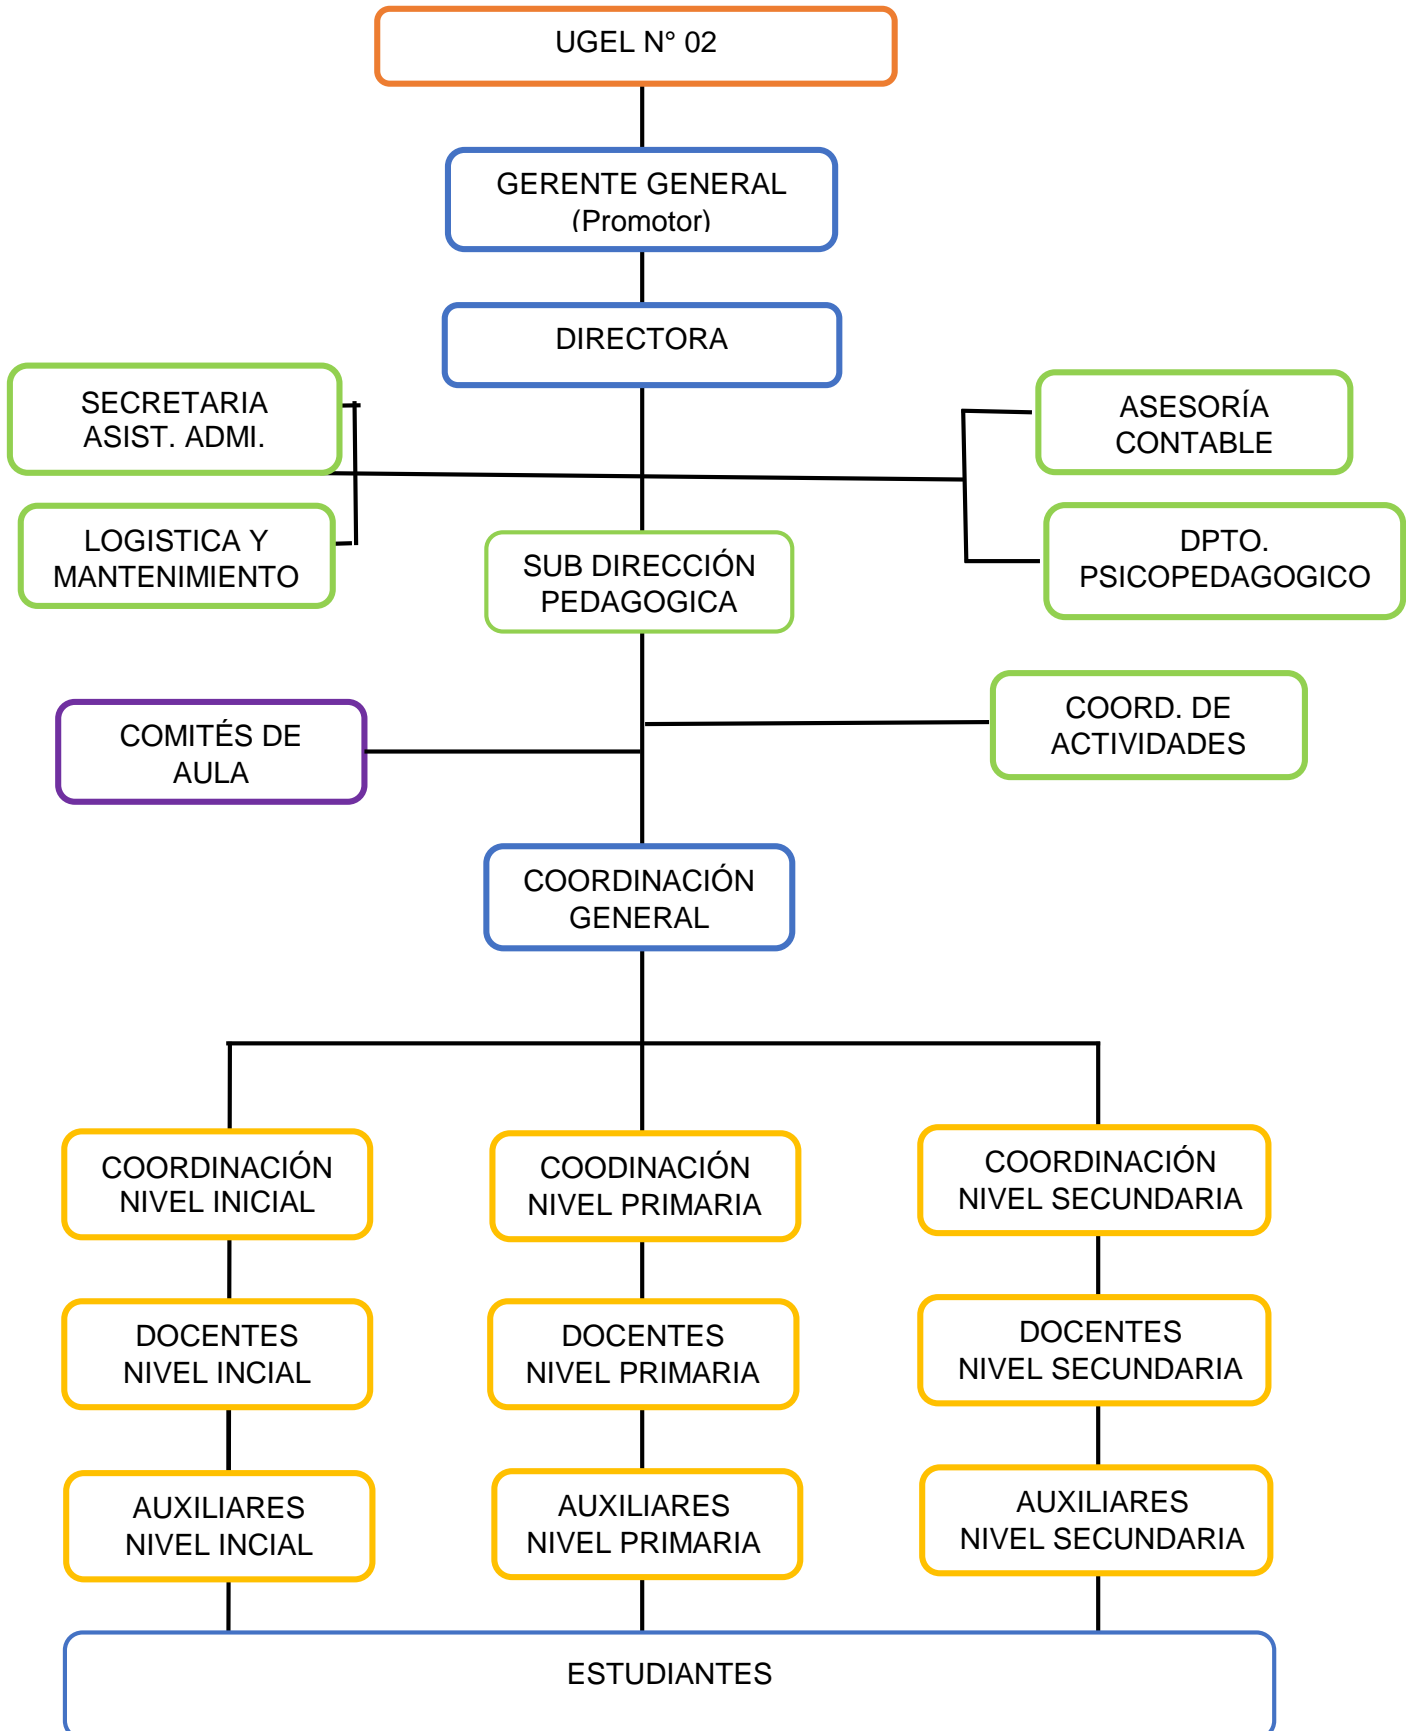 UGEL N° 02
GERENTE GENERAL
(Promotor)
DIRECTORA
SECRETARIA
ASIST. ADMI.
ASESORÍA
CONTABLE
LOGISTICA Y
MANTENIMIENTO
SUB DIRECCIÓN
PEDAGOGICA
DPTO.
PSICOPEDAGOGICO
COMITÉS DE
AULA
COORD. DE
ACTIVIDADES
COORDINACIÓN
GENERAL
COORDINACIÓN
NIVEL INICIAL
COODINACIÓN
NIVEL PRIMARIA
COORDINACIÓN
NIVEL SECUNDARIA
DOCENTES
NIVEL INCIAL
DOCENTES
NIVEL PRIMARIA
DOCENTES
NIVEL SECUNDARIA
AUXILIARES
NIVEL INCIAL
AUXILIARES
NIVEL PRIMARIA
AUXILIARES
NIVEL SECUNDARIA
ESTUDIANTES